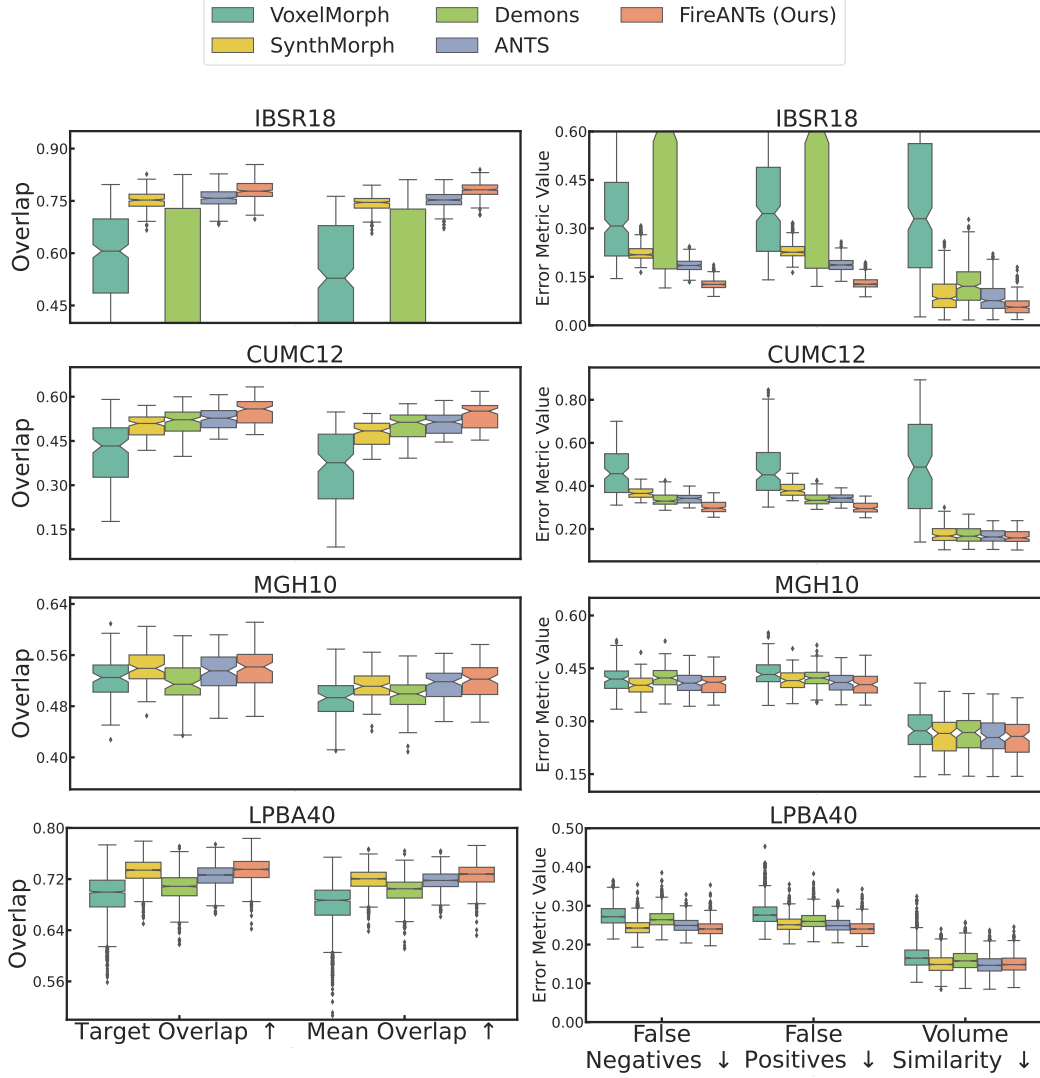 VoxelMorph
Demons
FireANTs (Ours)
SynthMorph
ANTS
IBSR18
Overlap
0.90
0.75
0.60
0.45
IBSR18
Error Metric Value
0.60
0.45
0.30
0.15
0.00
CUMC12
Overlap
0.60
0.45
0.30
0.15
CUMC12
Error Metric Value
0.80
0.60
0.40
0.20
MGH10
Overlap
0.64
0.56
0.48
0.40
MGH10
Error Metric Value
0.60
0.45
0.30
0.15
LPBA40
Overlap
0.80
0.72
0.64
0.56
Target Overlap ↑
Mean Overlap ↑
LPBA40
Error Metric Value
0.50
0.40
0.30
0.20
0.10
0.00
False
Negatives ↓
False
Positives ↓
Volume
Similarity ↓